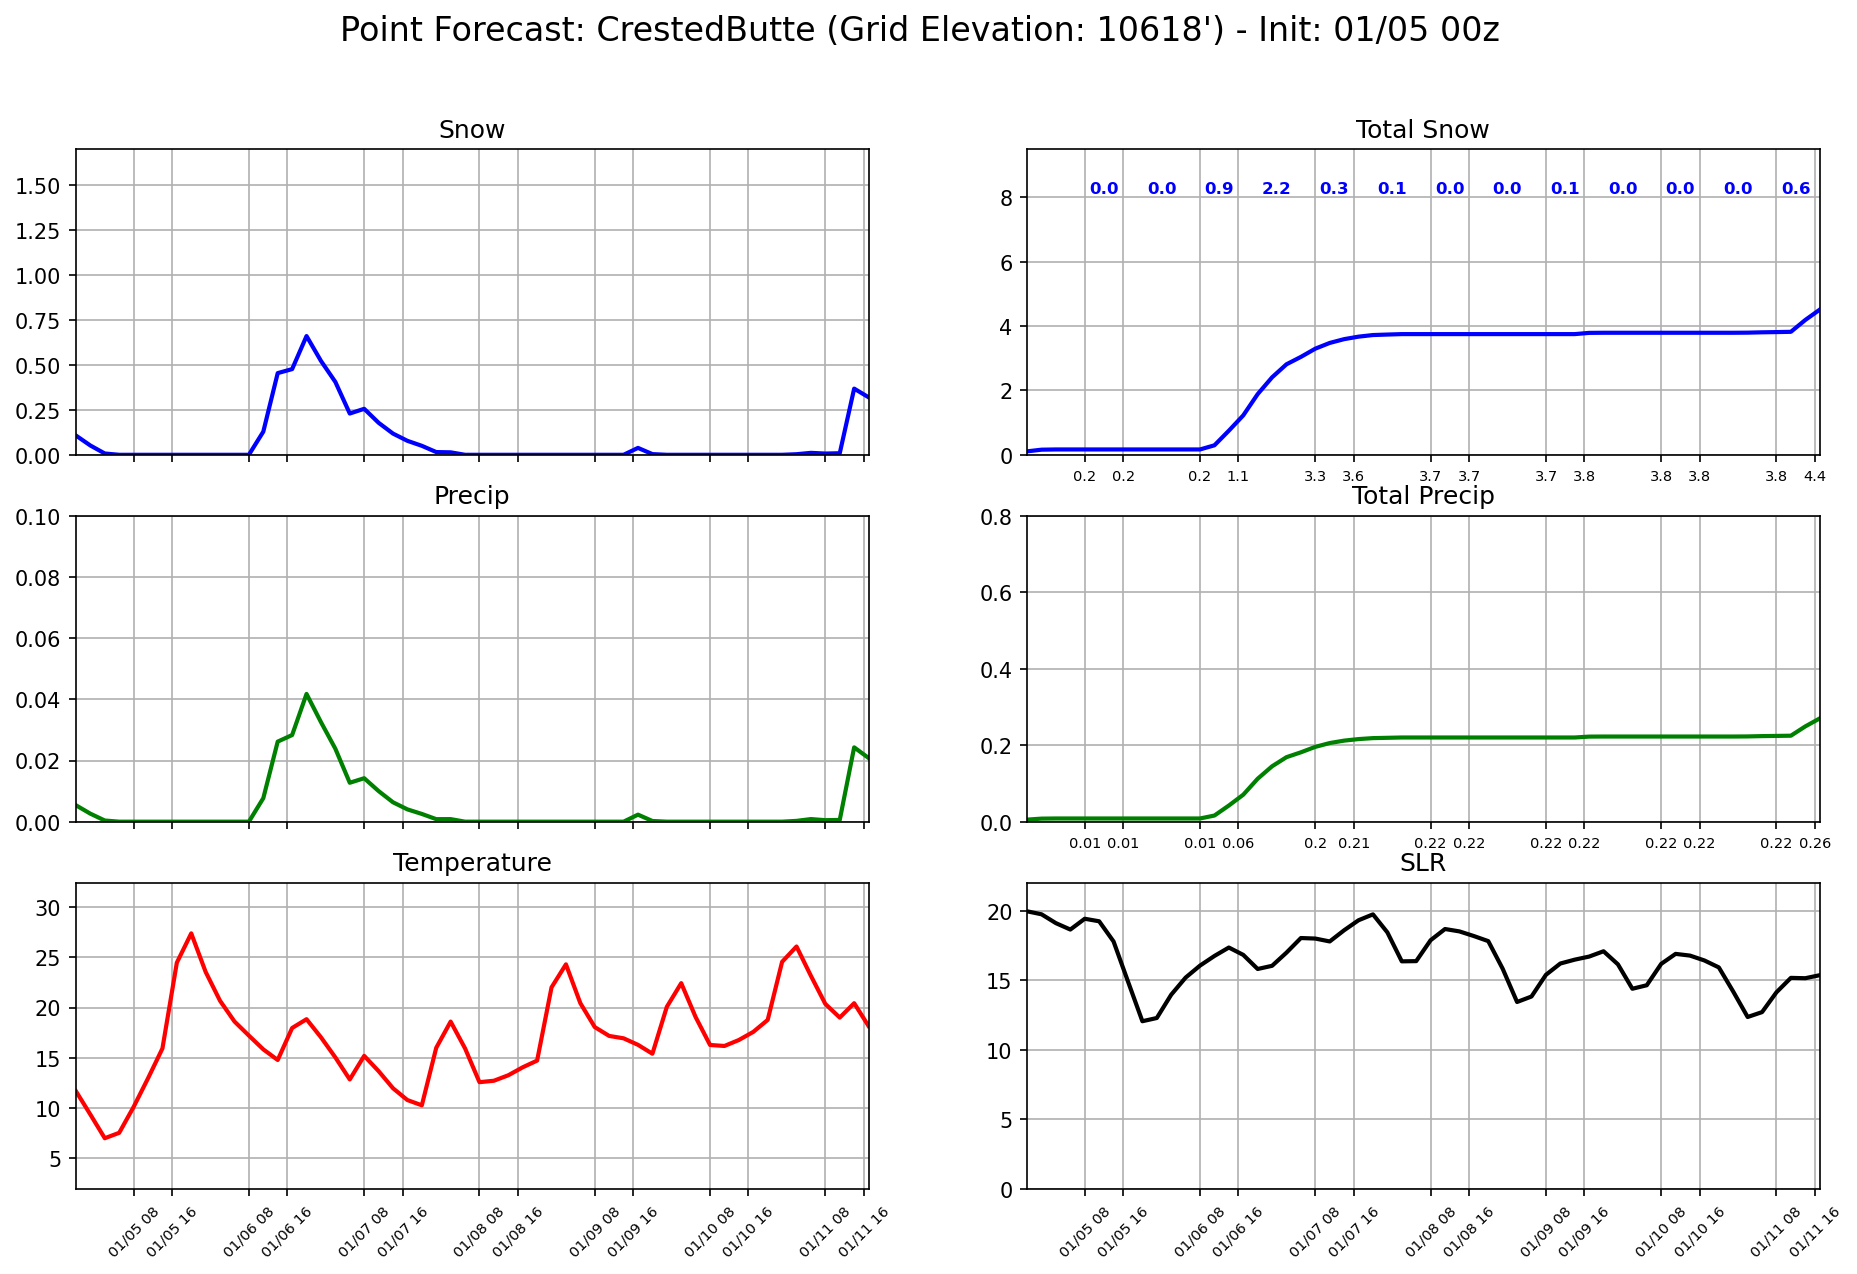 Point Forecast: CrestedButte (Grid Elevation: 10618') - Init: 01/05 00z
Snow
1.50
1.25
1.00
0.75
0.50
0.25
0.00
Total Snow
0.0 0.0 0.9 2.2 0.3 0.1 0.0 0.0 0.1 0.0 0.0 0.0 0.6
8
6
4
2
0
0.2 0.2 0.2 1.1 3.3 3.6 3.7 3.7 3.7 3.8 3.8 3.8 3.8 4.4
Precip
0.10
0.08
0.06
0.04
0.02
0.00
Total Precip
0.8
0.6
0.4
0.2
0.0
0.01 0.01 0.01 0.06 0.2 0.21 0.22 0.22 0.22 0.22 0.22 0.22 0.22 0.26
Temperature
30
25
20
15
10
5
01/05 08 01/05 16 01/06 08 01/06 16 01/07 08 01/07 16 01/08 08 01/08 16 01/09 08 01/09 16 01/10 08 01/10 16 01/11 08 01/11 16
SLR
20
15
10
5
0
01/05 08 01/05 16 01/06 08 01/06 16 01/07 08 01/07 16 01/08 08 01/08 16 01/09 08 01/09 16 01/10 08 01/10 16 01/11 08 01/11 16